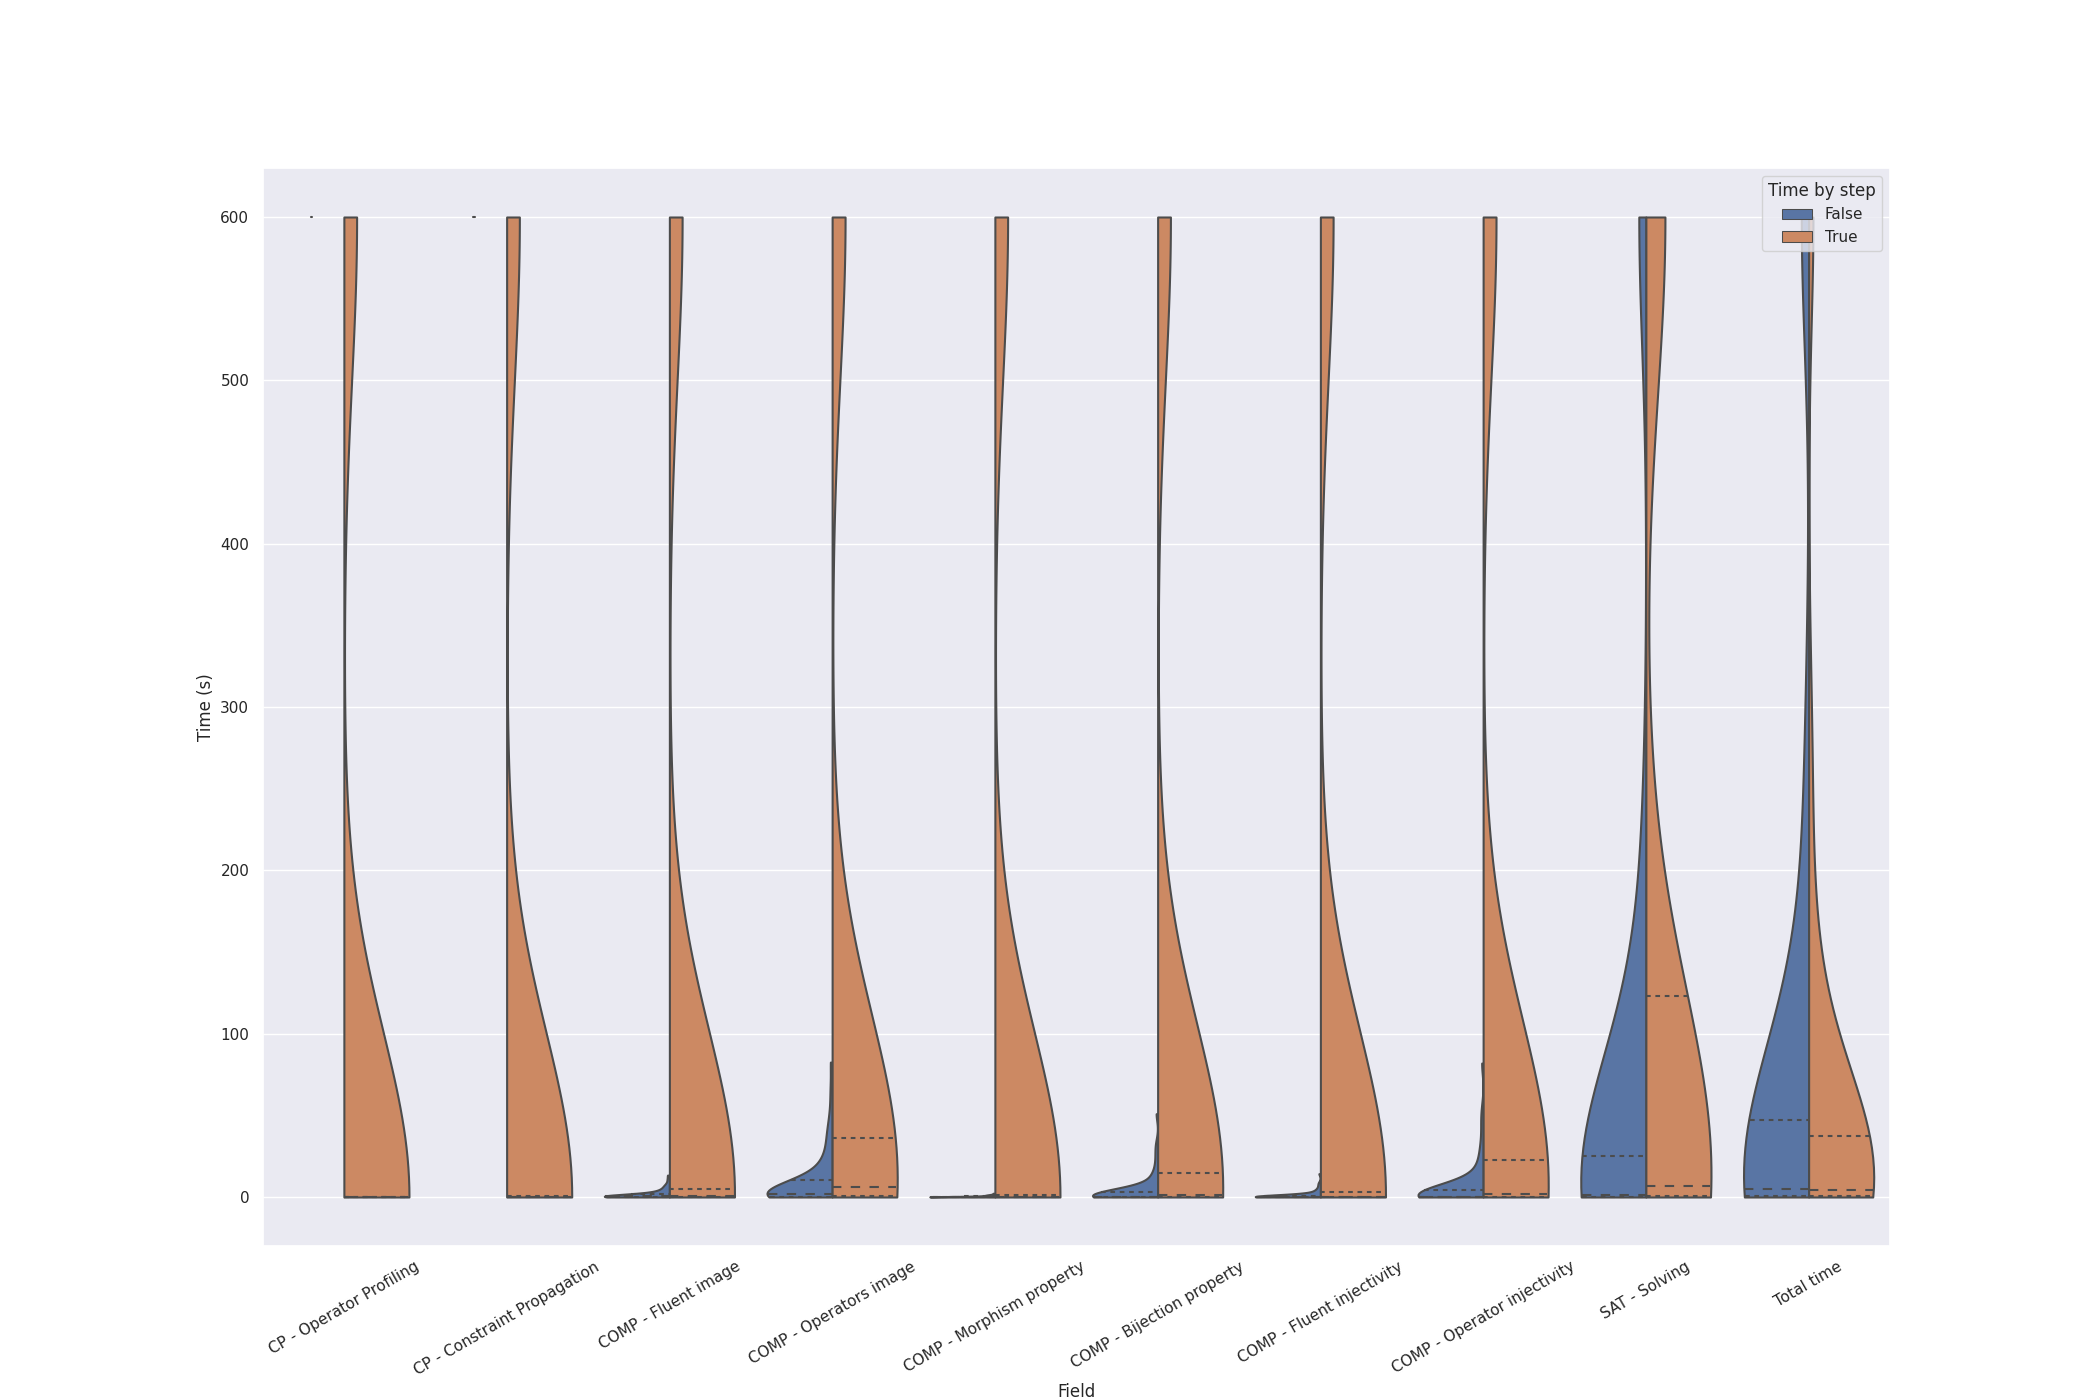 Time by step
False
True
600
500
400
300
200
100
0
Time (s)
CP - Operator Profiling
CP - Constraint Propagation
COMP - Fluent image
COMP - Operators image
COMP - Morphism property
COMP - Bijection property
COMP - Fluent injectivity
COMP - Operator injectivity
SAT - Solving
Total time
Field